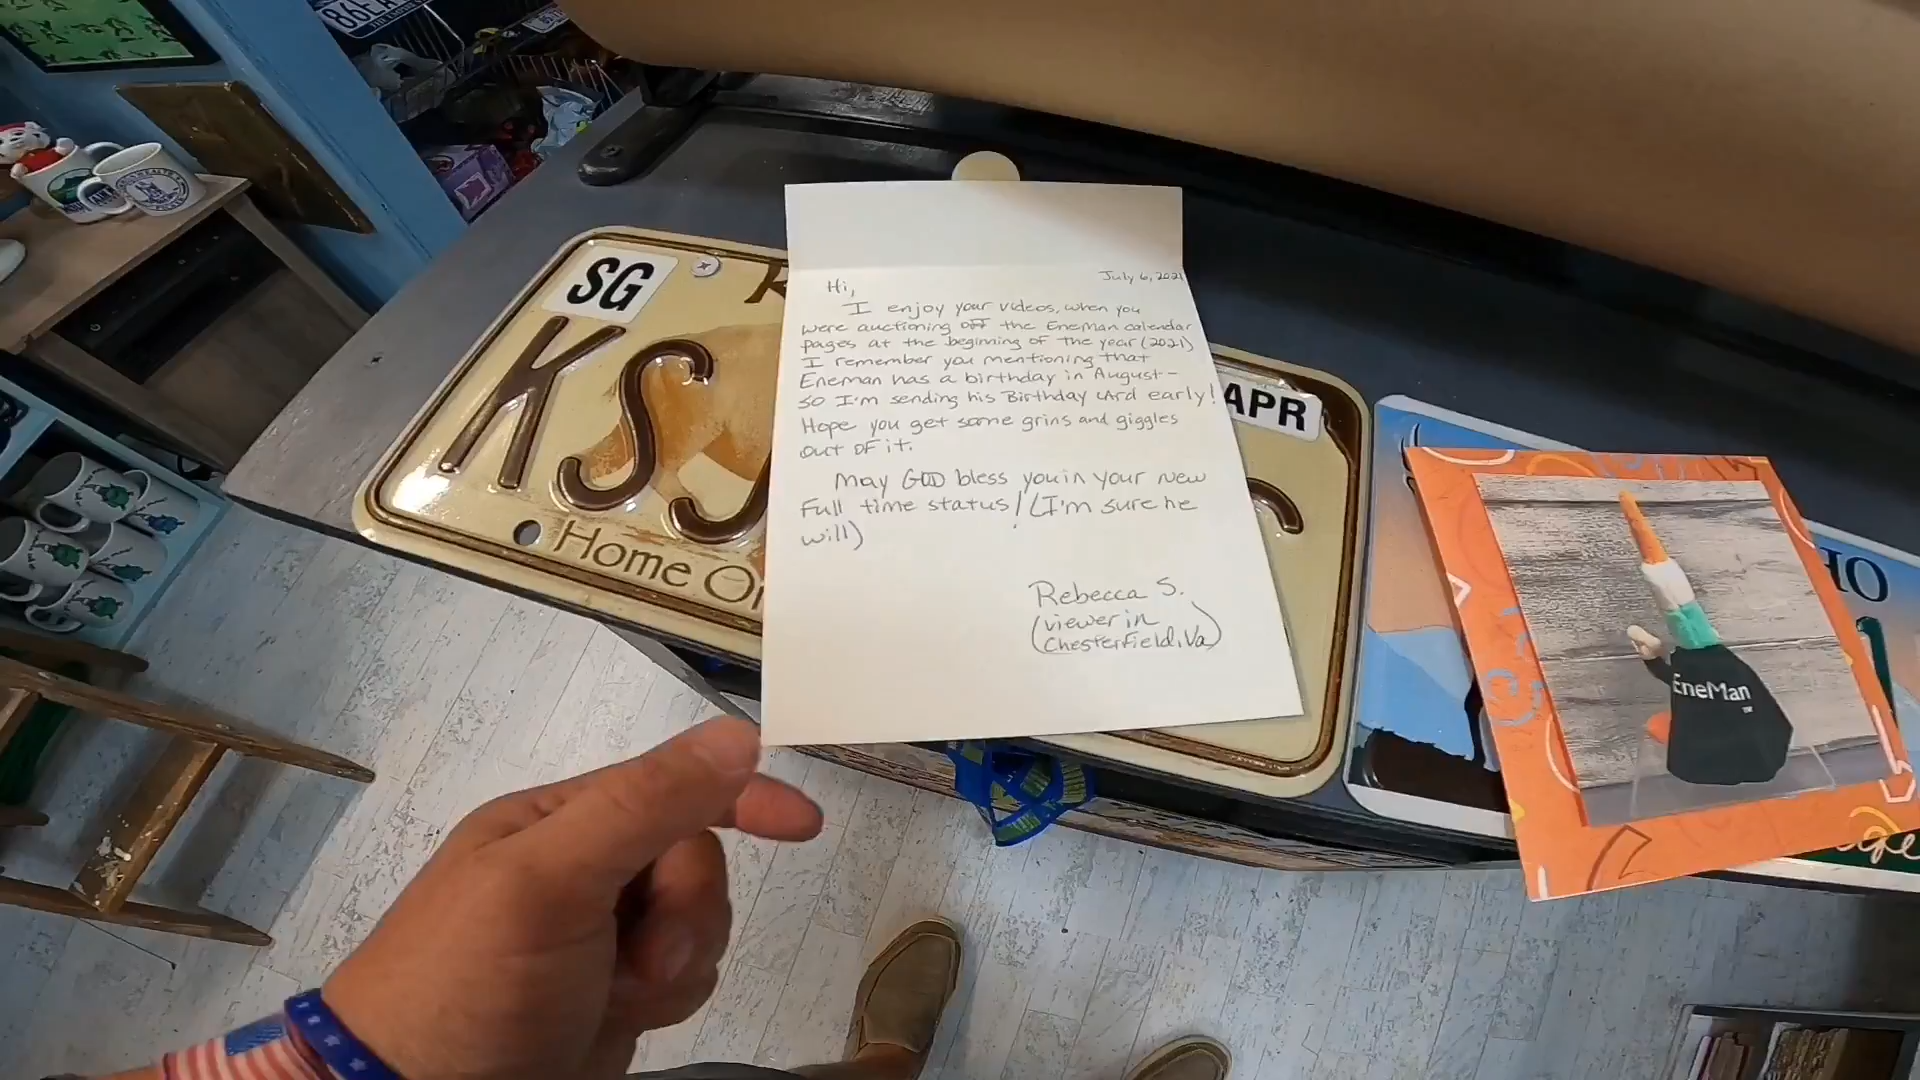 SG
KSJ
Home O
APR
July 6, 2021
Hi,
I enjoy your videos, when you
were auctioning off the EneMan calendar
pages at the beginning of the year (2021)
I remember you mentioning that
Eneman has a birthday in August-
so I'm sending his Birthday card early!
Hope you get some grins and giggles
out of it.
May GOD bless you in your new
full time status! (I'm sure he
will)
Rebecca S.
(viewer in
Chesterfield, Va)
EneMan
OH